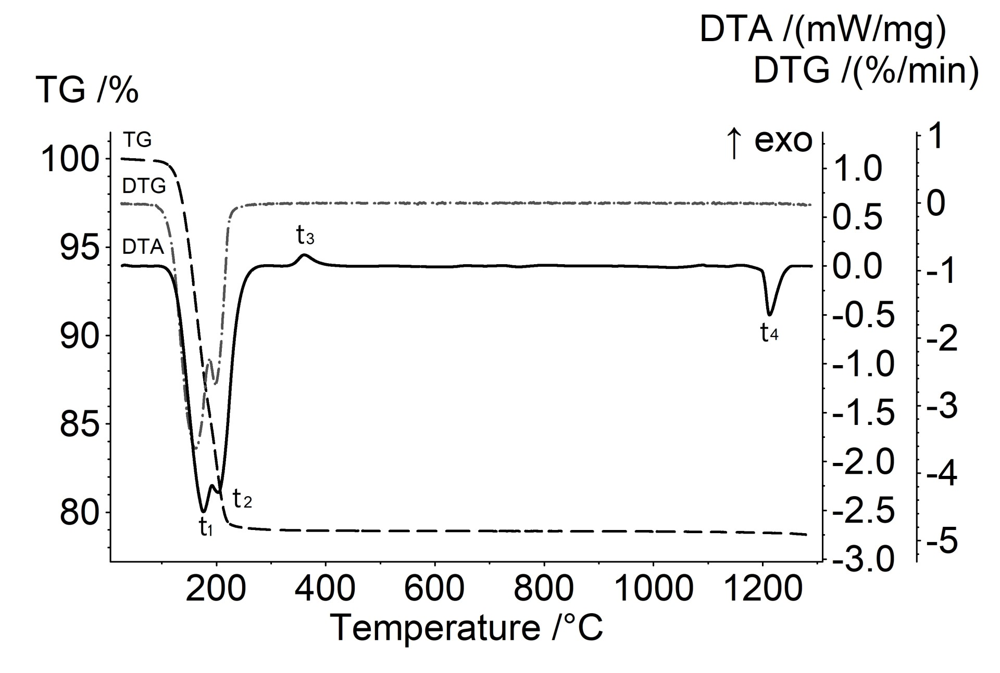 DTA /(mW/mg)
DTG /(%/min)
TG /%
↑ exo
TG
DTG
DTA
100
95
90
85
80
t1
t2
t3
t4
1.0
0.5
0.0
-0.5
-1.0
-1.5
-2.0
-2.5
-3.0
1
0
-1
-2
-3
-4
-5
200 400 600 800 1000 1200
Temperature /°C